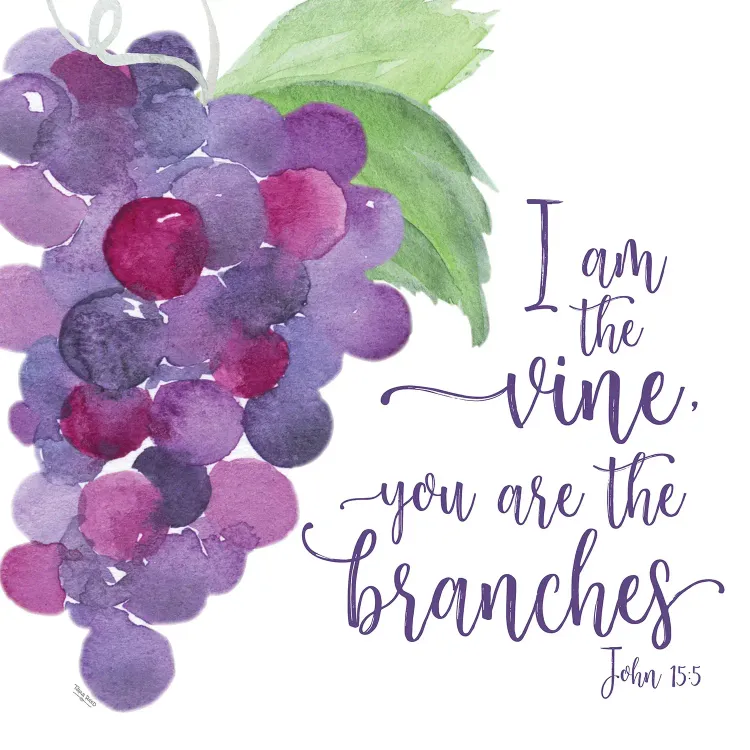 I am
the
vine,
you are the
branches
John 15:5